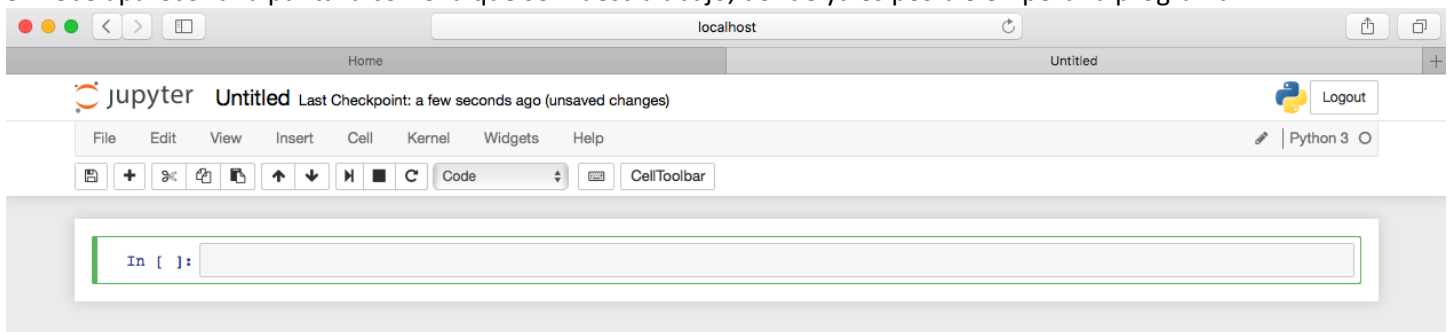 localhost
Home
Untitled
jupyter Untitled Last Checkpoint: a few seconds ago (unsaved changes)
Logout
File Edit View Insert Cell Kernel Widgets Help
Python 3
Code
CellToolbar
In [ ]: